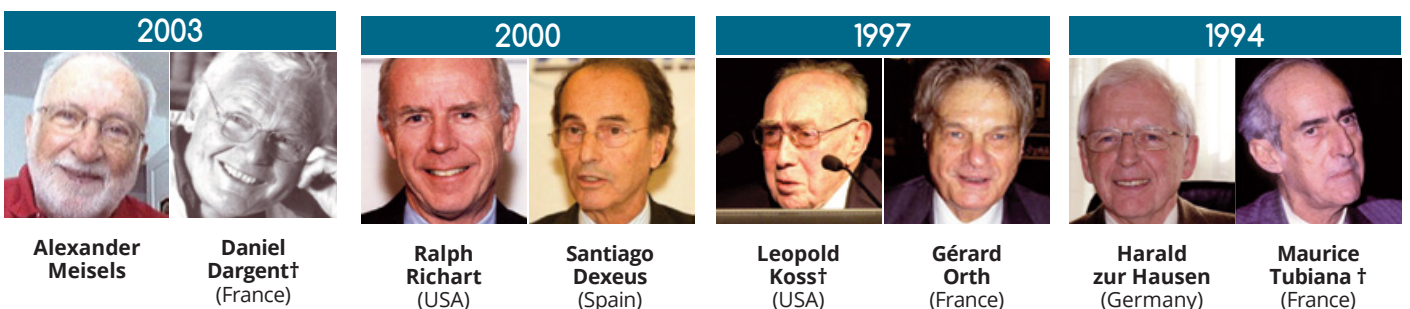 2003
Alexander
Meisels
Daniel
Dargent†
(France)
2000
Ralph
Richart
(USA)
Santiago
Dexeus
(Spain)
1997
Leopold
Koss†
(USA)
Gérard
Orth
(France)
1994
Harald
zur Hausen
(Germany)
Maurice
Tubiana †
(France)